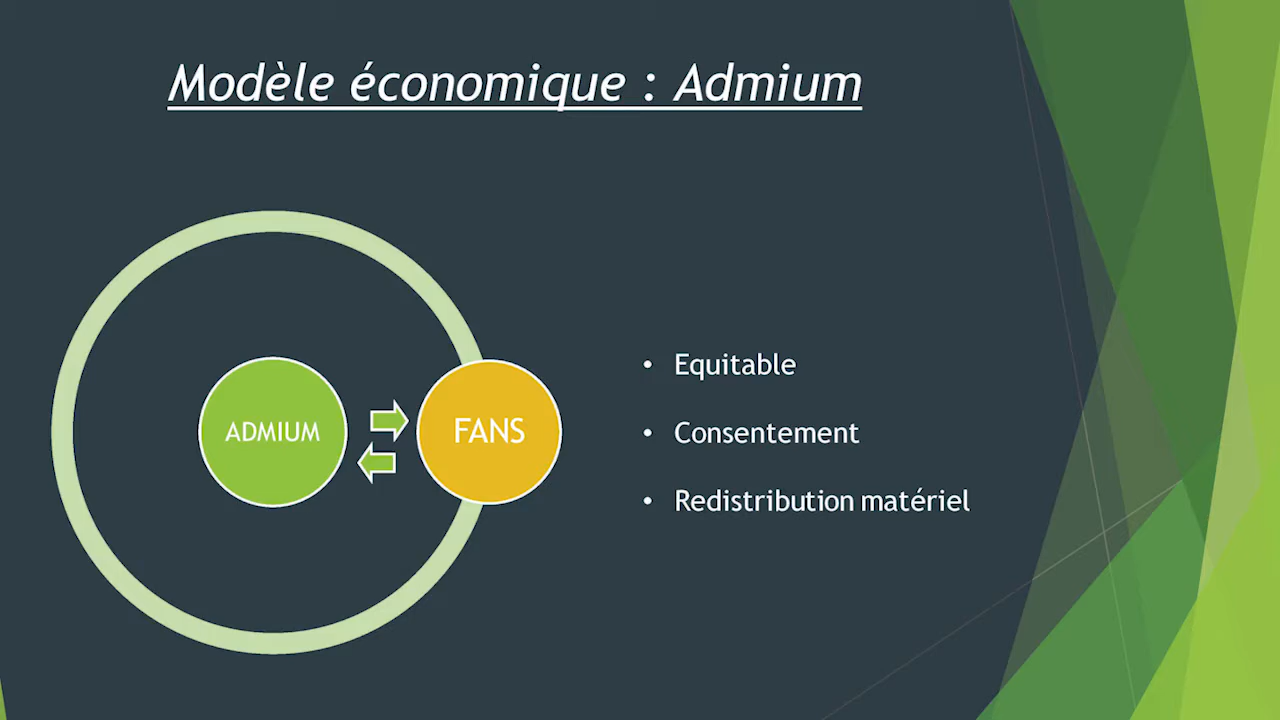 Modèle économique : Admium
ADMIUM
FANS
• Equitable
• Consentement
• Redistribution matériel